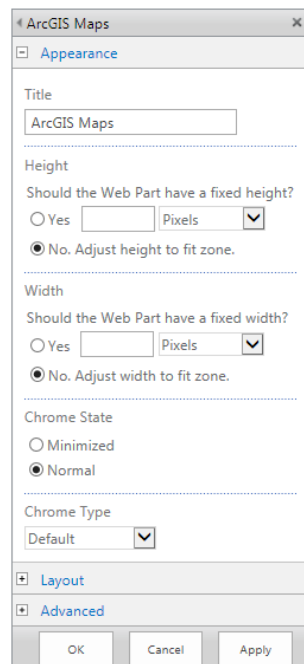 ArcGIS Maps
Appearance
Title
ArcGIS Maps
Height
Should the Web Part have a fixed height?
Yes Pixels
No. Adjust height to fit zone.
Width
Should the Web Part have a fixed width?
Yes Pixels
No. Adjust width to fit zone.
Chrome State
Minimized
Normal
Chrome Type
Default
Layout
Advanced
OK Cancel Apply